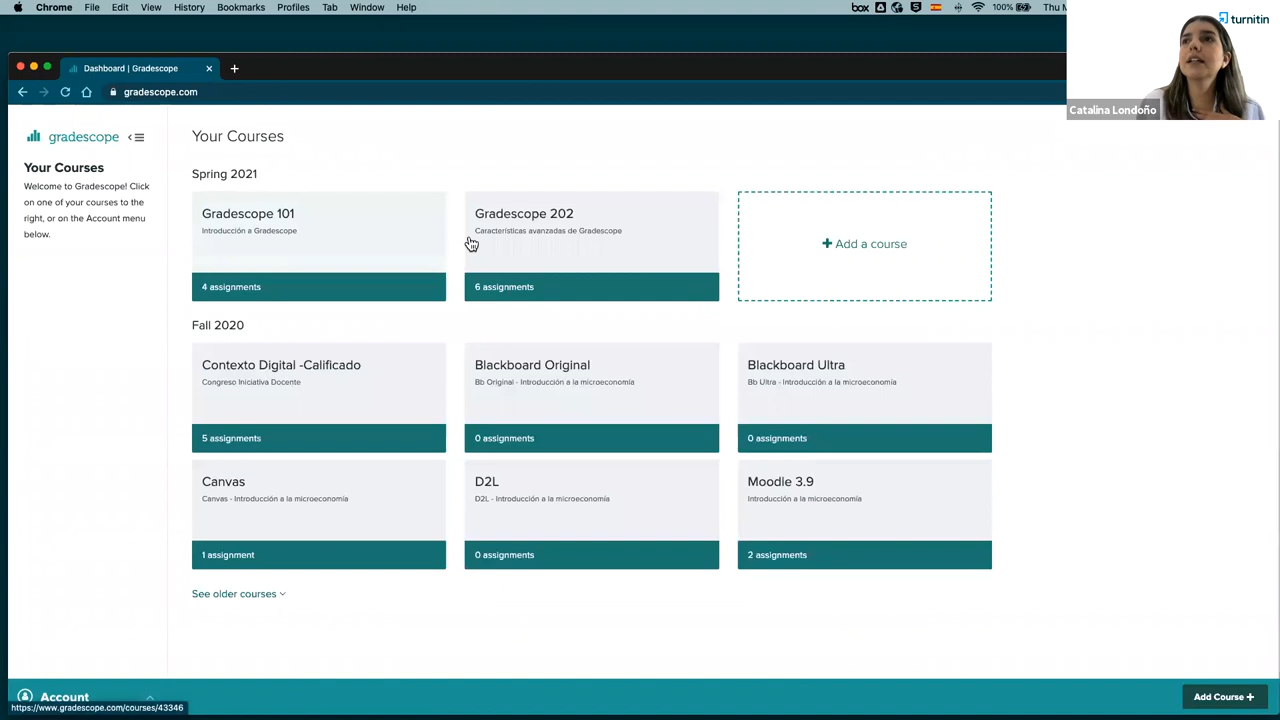 Chrome File Edit View History Bookmarks Profiles Tab Window Help
box 100% Thu M
turnitin
Catalina Londoño
Dashboard | Gradescope
gradescope.com
gradescope
Your Courses
Welcome to Gradescope! Click
on one of your courses to the
right, or on the Account menu
below.
Your Courses
Spring 2021
Gradescope 101
Introducción a Gradescope
4 assignments
Gradescope 202
Características avanzadas de Gradescope
6 assignments
+ Add a course
Fall 2020
Contexto Digital -Calificado
Congreso Iniciativa Docente
5 assignments
Blackboard Original
Bb Original - Introducción a la microeconomía
0 assignments
Blackboard Ultra
Bb Ultra - Introducción a la microeconomía
0 assignments
Canvas
Canvas - Introducción a la microeconomía
1 assignment
D2L
D2L - Introducción a la microeconomía
0 assignments
Moodle 3.9
Introducción a la microeconomía
2 assignments
See older courses
Account
https://www.gradescope.com/courses/43346
Add Course +